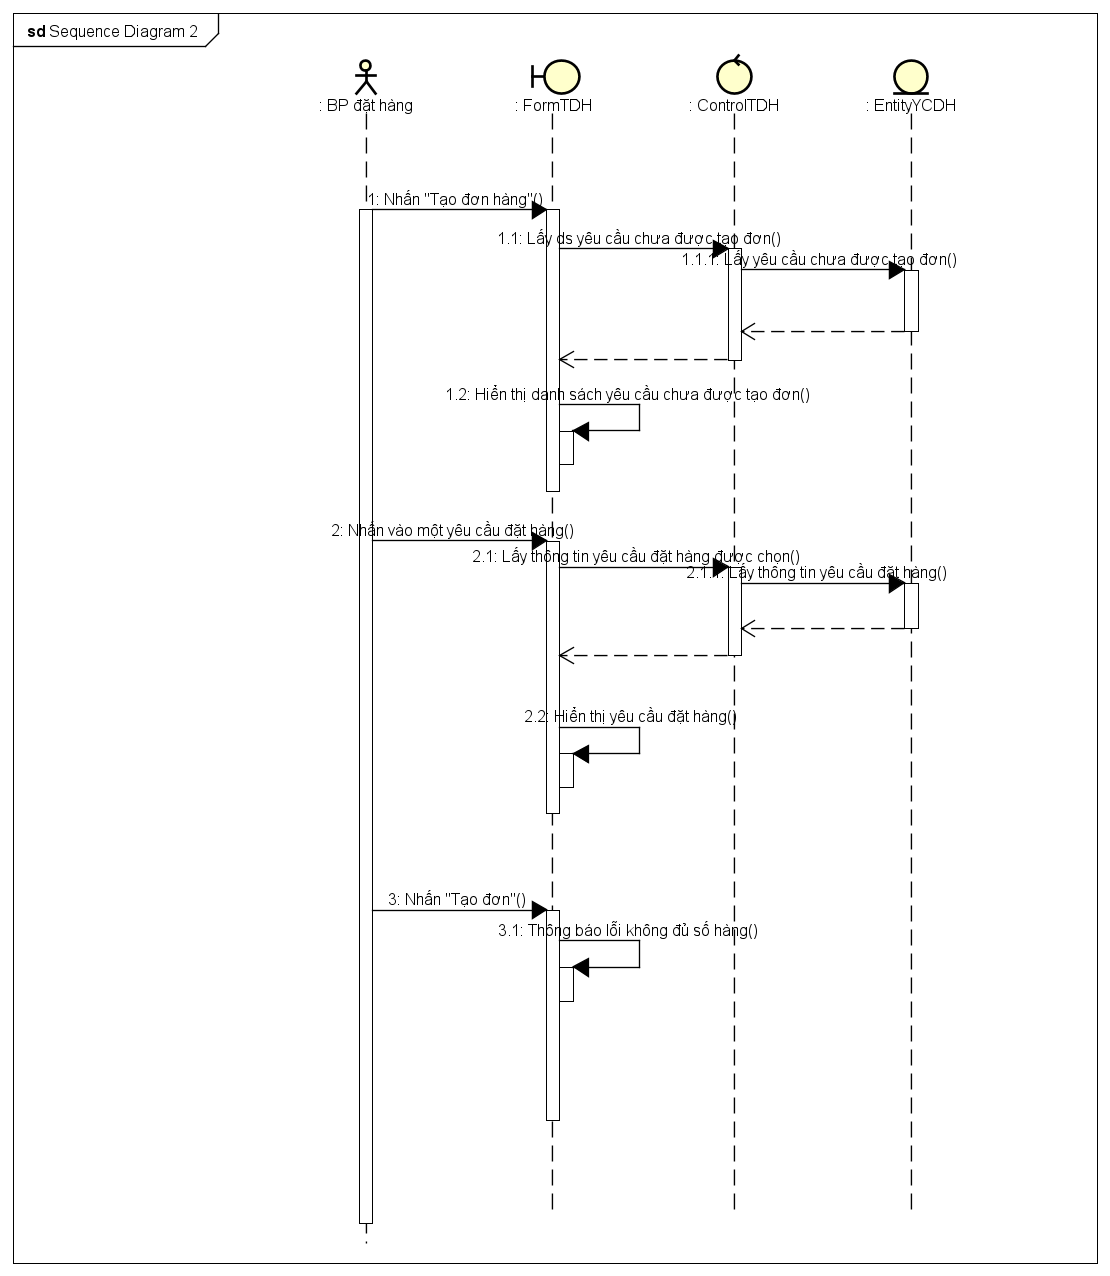 sd Sequence Diagram 2
: BP đặt hàng
: FormTDH
: ControlTDH
: EntityYCDH
1: Nhấn "Tạo đơn hàng"()
1.1: Lấy ds yêu cầu chưa được tạo đơn()
1.1.1: Lấy yêu cầu chưa được tạo đơn()
1.2: Hiển thị danh sách yêu cầu chưa được tạo đơn()
2: Nhấn vào một yêu cầu đặt hàng()
2.1: Lấy thông tin yêu cầu đặt hàng được chọn()
2.1.1: Lấy thông tin yêu cầu đặt hàng()
2.2: Hiển thị yêu cầu đặt hàng()
3: Nhấn "Tạo đơn"()
3.1: Thông báo lỗi không đủ số hàng()